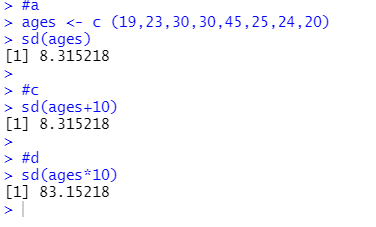 > #a
> ages <- c (19,23,30,30,45,25,24,20)
> sd(ages)
[1] 8.315218
>
> #c
> sd(ages+10)
[1] 8.315218
>
> #d
> sd(ages*10)
[1] 83.15218
>